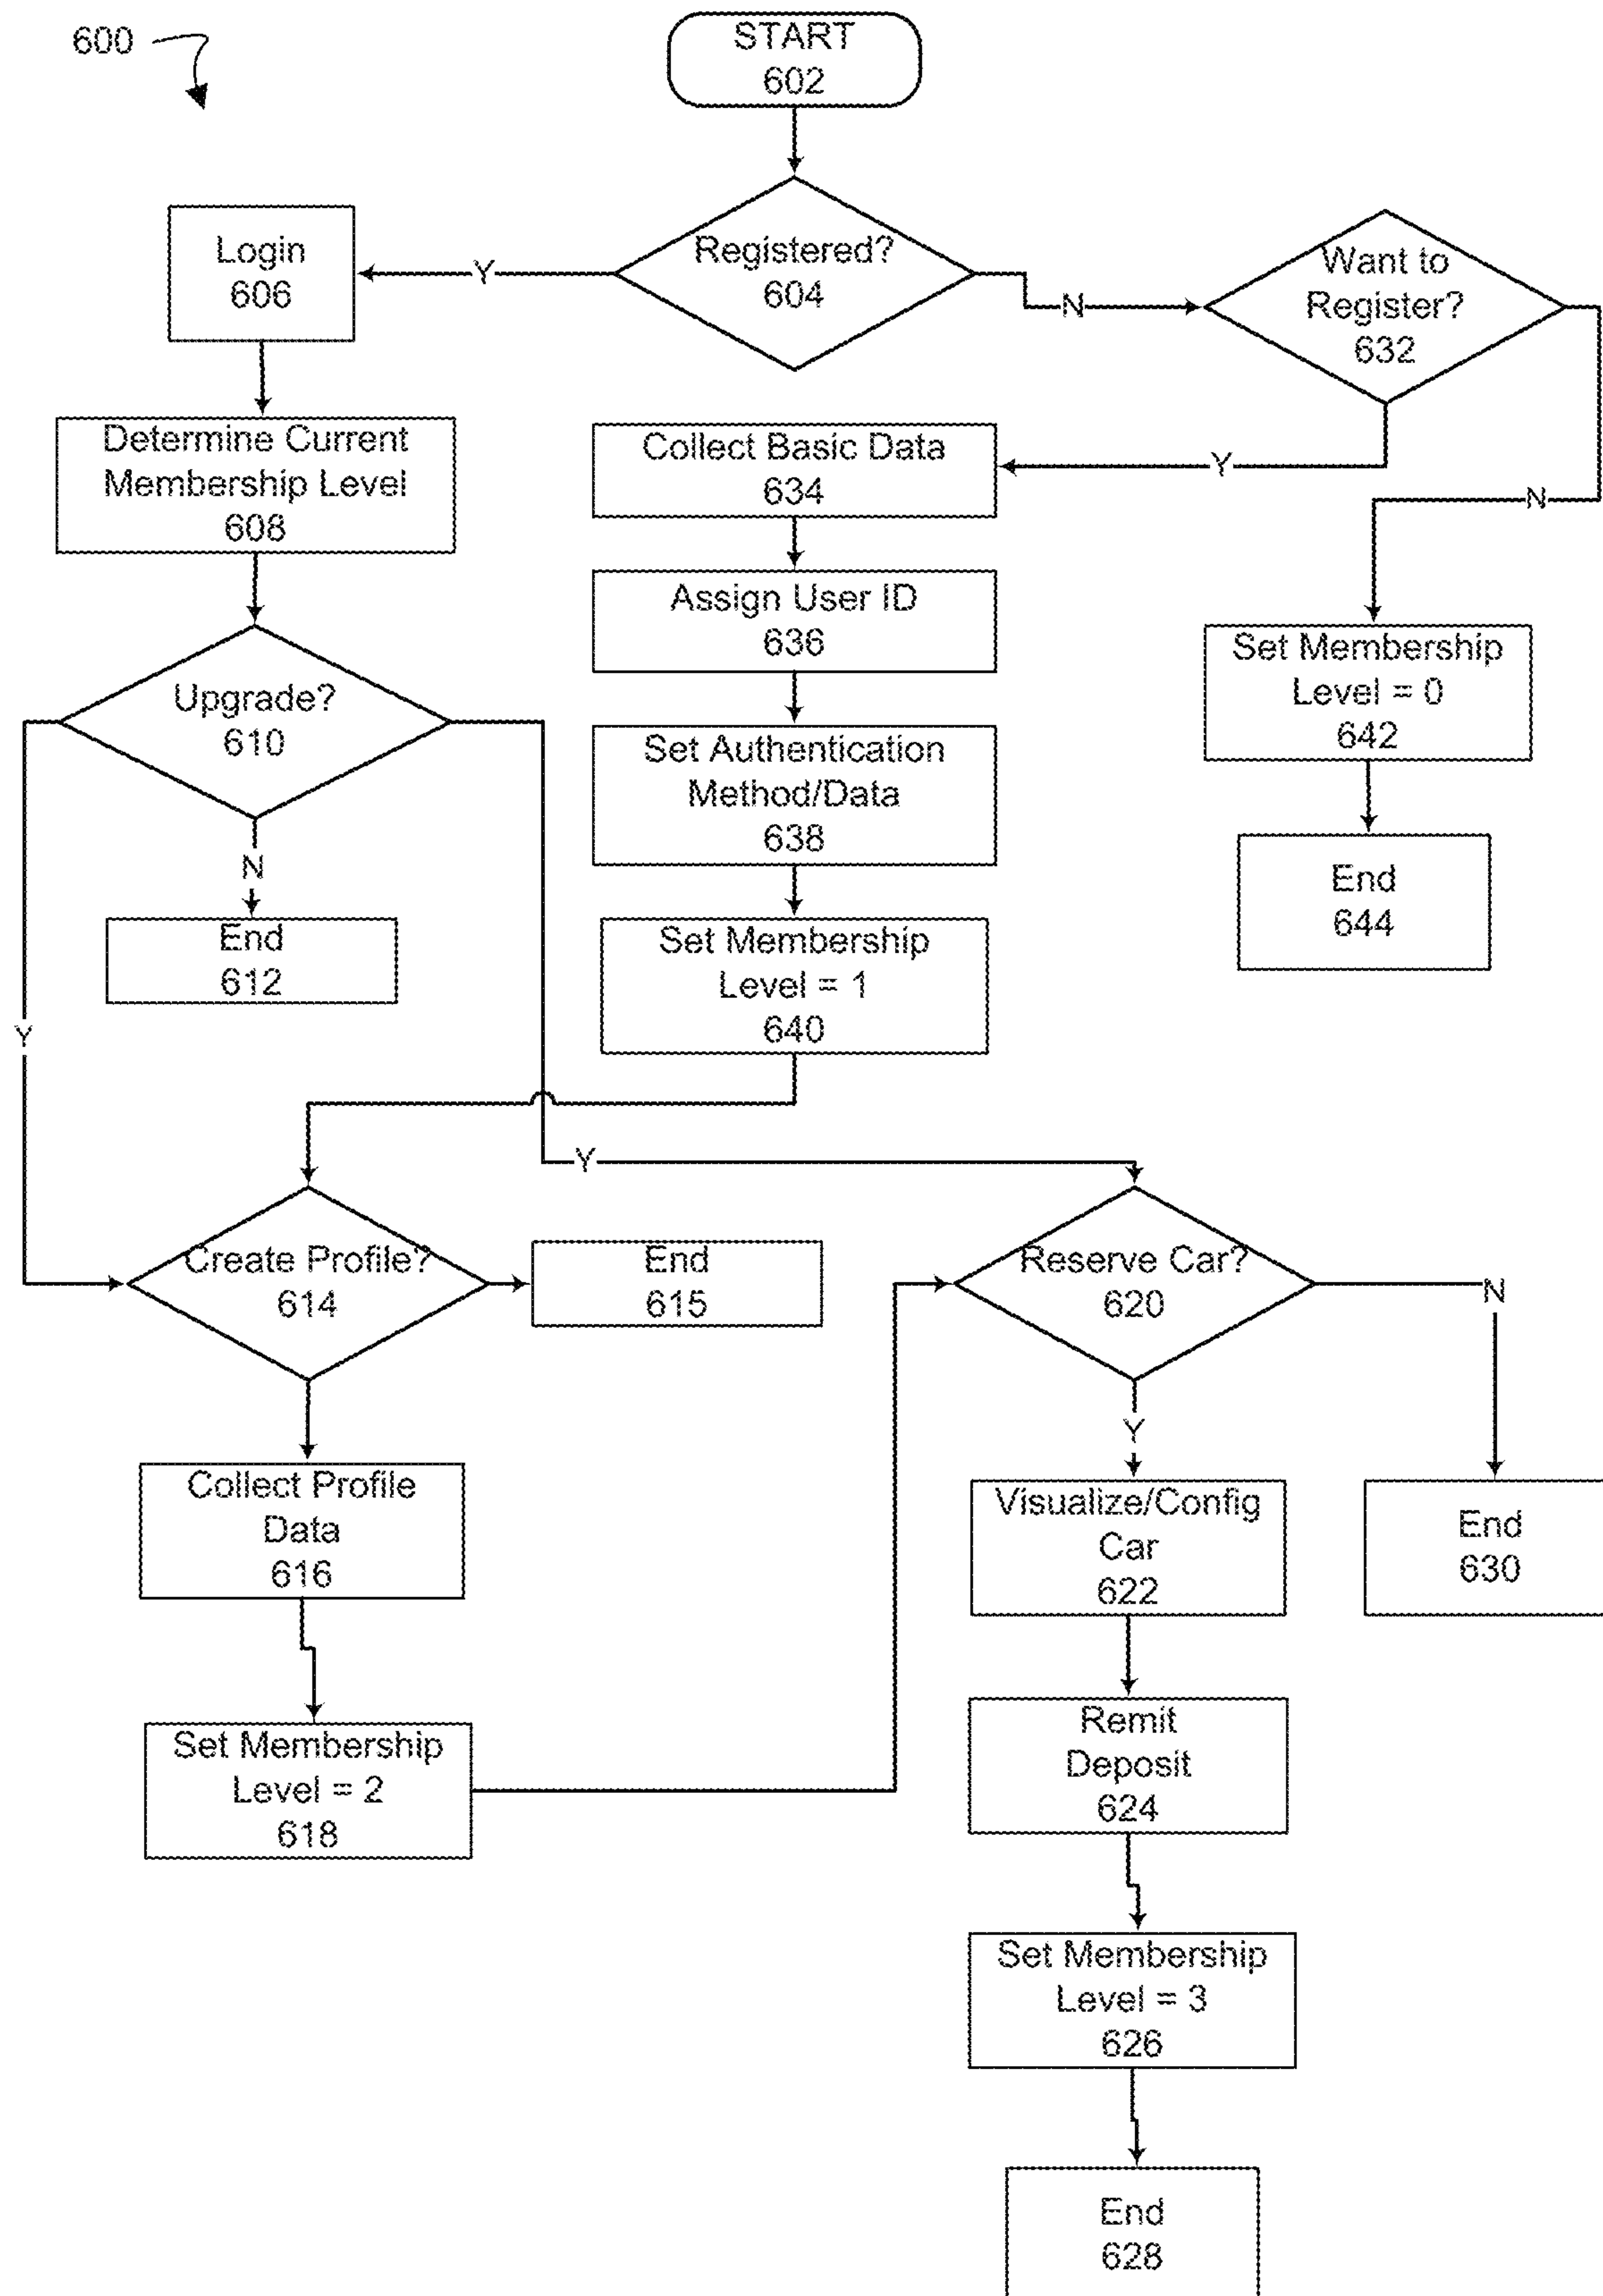 600
START
602
Registered?
604
Y
N
Login
606
Want to
Register?
632
Y
N
Determine Current
Membership Level
608
Collect Basic Data
634
Assign User ID
636
Set Membership
Level = 0
642
Upgrade?
610
Set Authentication
Method/Data
638
N
Y
Y
End
644
End
612
Set Membership
Level = 1
640
Create Profile?
614
End
615
Reserve Car?
620
N
Y
Collect Profile
Data
616
Visualize/Config
Car
622
End
630
Set Membership
Level = 2
618
Remit
Deposit
624
Set Membership
Level = 3
626
End
628